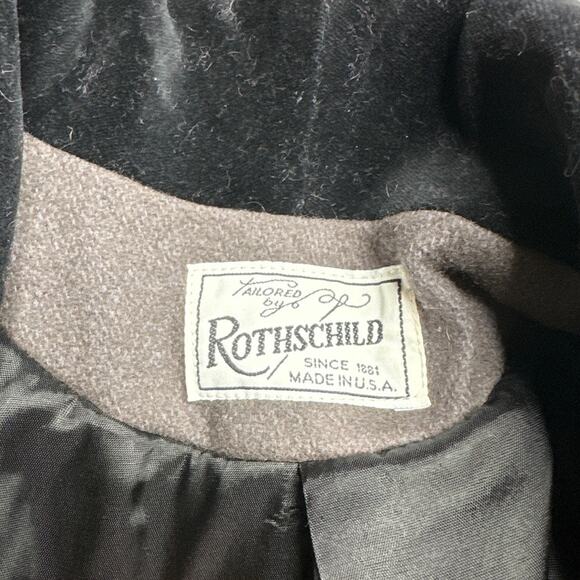 TAILORED
by
ROTHSCHILD
SINCE 1881
MADE IN U.S.A.